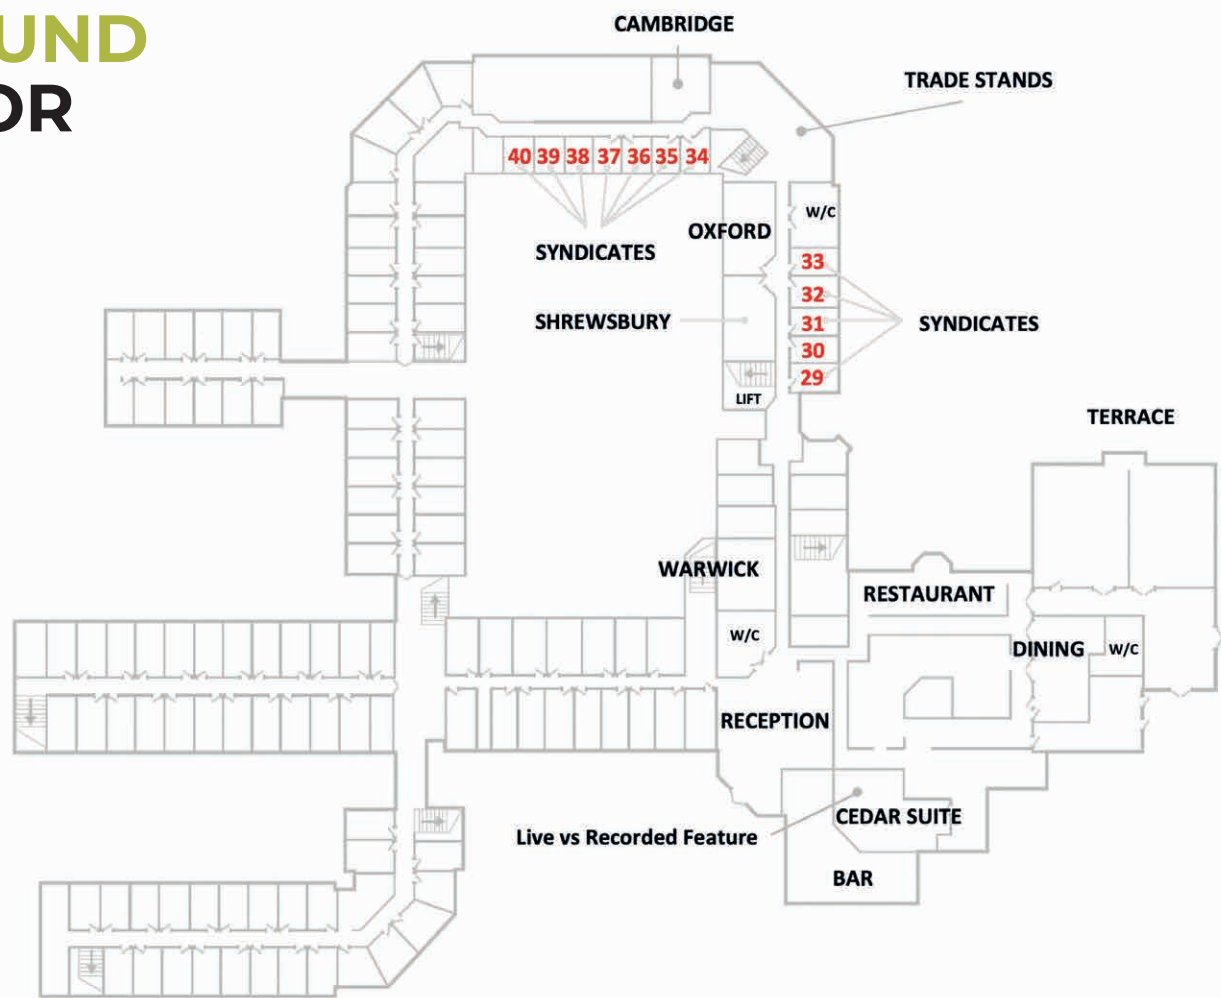 UND
OR
CAMBRIDGE
TRADE STANDS
40 39 38 37 36 35 34
W/C
OXFORD
SYNDICATES
33
32
SHREWSBURY
31
SYNDICATES
30
29
LIFT
TERRACE
WARWICK
RESTAURANT
W/C
DINING
W/C
RECEPTION
CEDAR SUITE
Live vs Recorded Feature
BAR